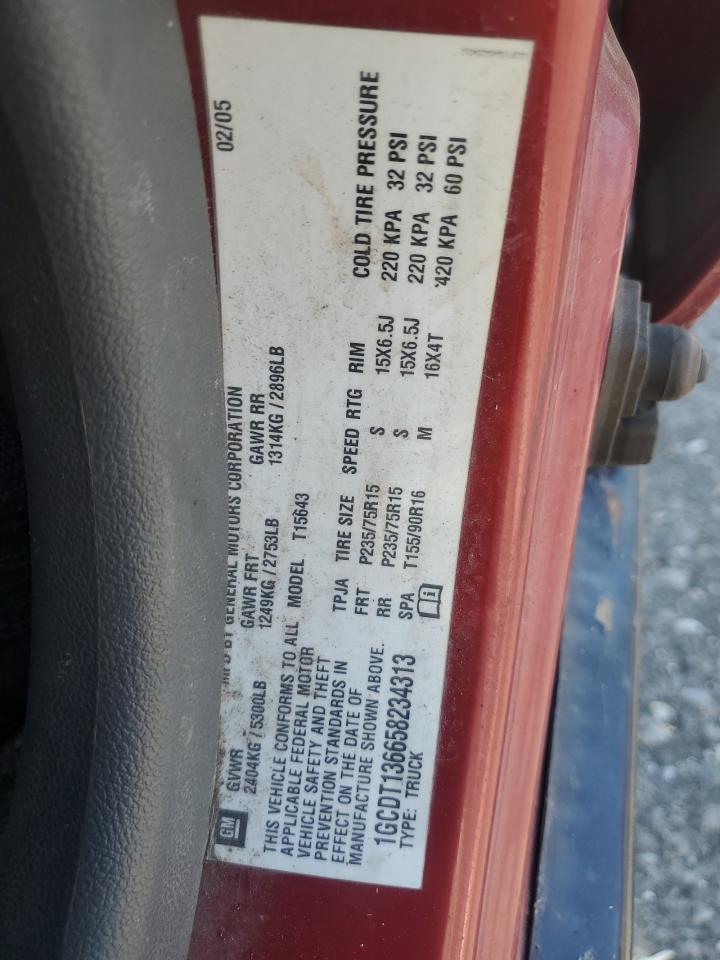 02/05
MFD BY GENERAL MOTORS CORPORATION
GM
GVWR GAWR FRT GAWR RR
2404KG/5300LB 1249KG/2753LB 1314KG/2896LB
THIS VEHICLE CONFORMS TO ALL
APPLICABLE FEDERAL MOTOR
VEHICLE SAFETY AND THEFT
PREVENTION STANDARDS IN
EFFECT ON THE DATE OF
MANUFACTURE SHOWN ABOVE.
1GCDT136658234313
TYPE: TRUCK
MODEL T15643
TPJA TIRE SIZE SPEED RTG RIM COLD TIRE PRESSURE
FRT P235/75R15 S 15X6.5J 220 KPA 32 PSI
RR P235/75R15 S 15X6.5J 220 KPA 32 PSI
SPA T155/90R16 M 16X4T 420 KPA 60 PSI